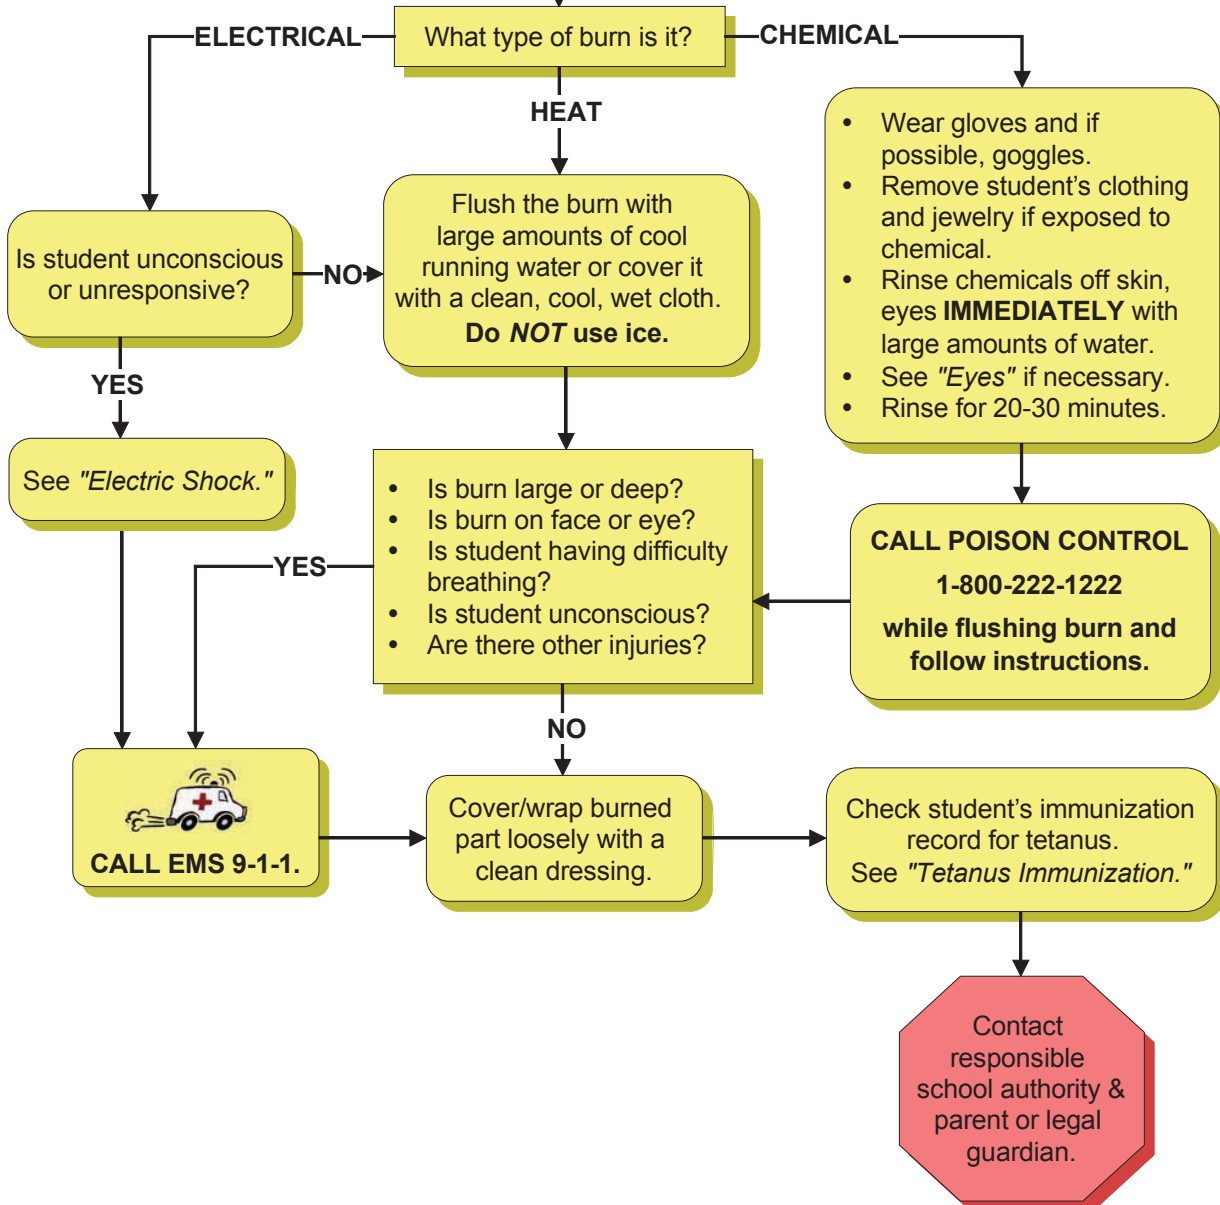 What type of burn is it?
ELECTRICAL
CHEMICAL
HEAT
• Wear gloves and if
possible, goggles.
• Remove student's clothing
and jewelry if exposed to
chemical.
• Rinse chemicals off skin,
eyes IMMEDIATELY with
large amounts of water.
• See "Eyes" if necessary.
• Rinse for 20-30 minutes.
Flush the burn with
large amounts of cool
running water or cover it
with a clean, cool, wet cloth.
Do NOT use ice.
Is student unconscious
or unresponsive?
NO
YES
See "Electric Shock."
• Is burn large or deep?
• Is burn on face or eye?
• Is student having difficulty
breathing?
• Is student unconscious?
• Are there other injuries?
CALL POISON CONTROL
1-800-222-1222
while flushing burn and
follow instructions.
YES
NO
CALL EMS 9-1-1.
Cover/wrap burned
part loosely with a
clean dressing.
Check student's immunization
record for tetanus.
See "Tetanus Immunization."
Contact
responsible
school authority &
parent or legal
guardian.